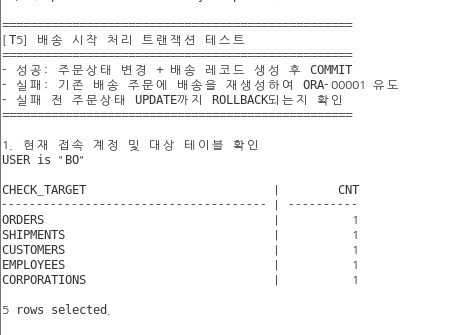 ==================================================
[T5] 배송 시작 처리 트랜잭션 테스트
==================================================
- 성공: 주문상태 변경 + 배송 레코드 생성 후 COMMIT
- 실패: 기존 배송 주문에 배송을 재생성하여 ORA-00001 유도
- 실패 전 주문상태 UPDATE까지 ROLLBACK되는지 확인
==================================================
1. 현재 접속 계정 및 대상 테이블 확인
USER is "BO"
CHECK_TARGET | CNT
-------------------------------------- | ----------
ORDERS | 1
SHIPMENTS | 1
CUSTOMERS | 1
EMPLOYEES | 1
CORPORATIONS | 1
5 rows selected.